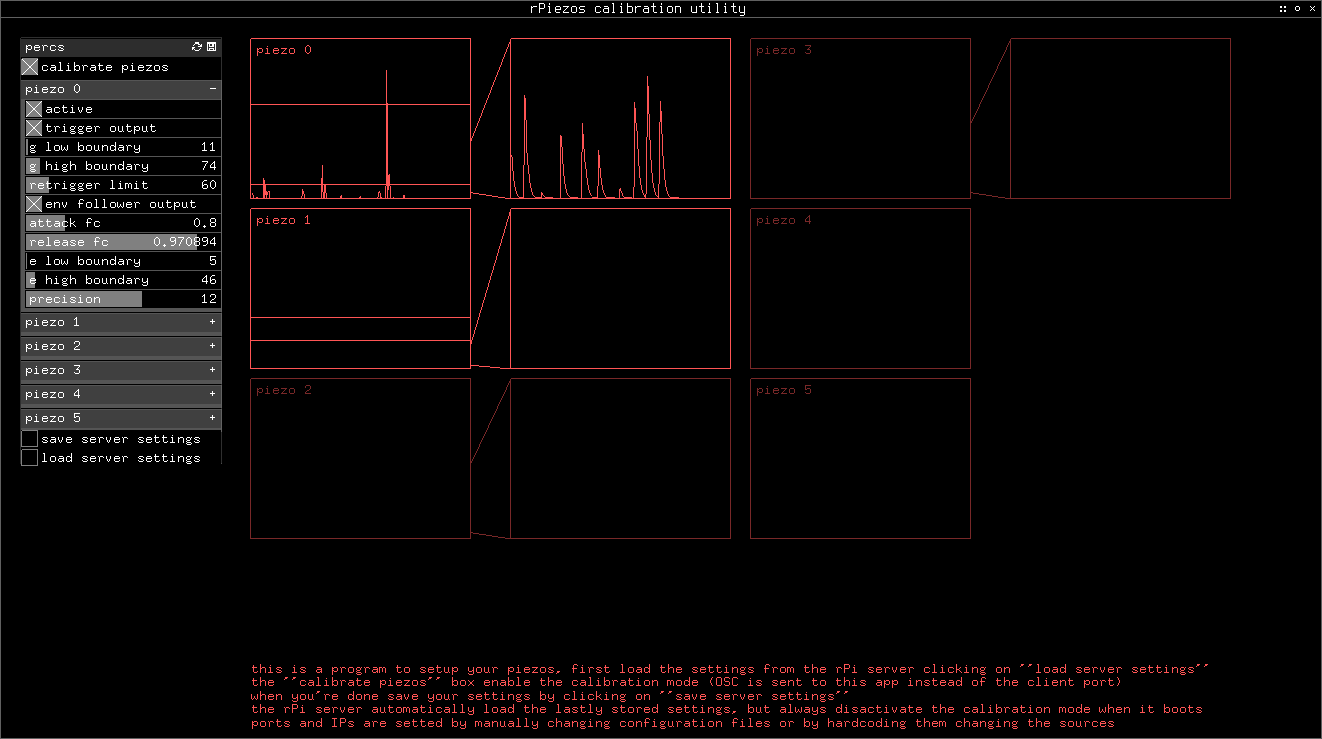 rPiezos calibration utility
percs
calibrate piezos
piezo 0 -
active
trigger output
g low boundary 11
g high boundary 74
retrigger limit 60
env follower output
attack fc 0.8
release fc 0.970894
e low boundary 5
e high boundary 46
precision 12
piezo 1 +
piezo 2 +
piezo 3 +
piezo 4 +
piezo 5 +
save server settings
load server settings
piezo 0
piezo 3
piezo 1
piezo 4
piezo 2
piezo 5
this is a program to setup your piezos, first load the settings from the rPi server clicking on ""load server settings""
the ""calibrate piezos"" box enable the calibration mode (OSC is sent to this app instead of the client port)
when you"re done save your settings by clicking on ""save server settings""
the rPi server automatically load the lastly stored settings, but always disactivate the calibration mode when it boots
ports and IPs are setted by manually changing configuration files or by hardcoding them changing the sources